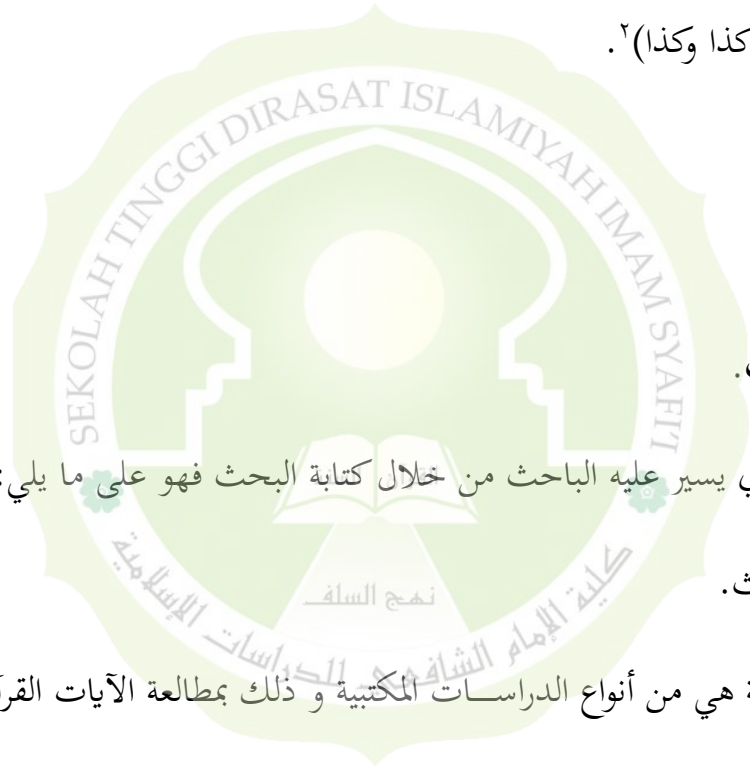 كذا وكذا)٢.
SEKOLAH TINGGI DIRASAT ISLAMIYAH IMAM SYAFI'I
ي يسير عليه الباحث من خلال كتابة البحث فهو على ما يلي:
ث.
نهج السلف
كلية الإمام الشافعي للدراسات الإسلامية
ة هي من أنواع الدراســات المكتبية و ذلك بمطالعة الآيات القرآ